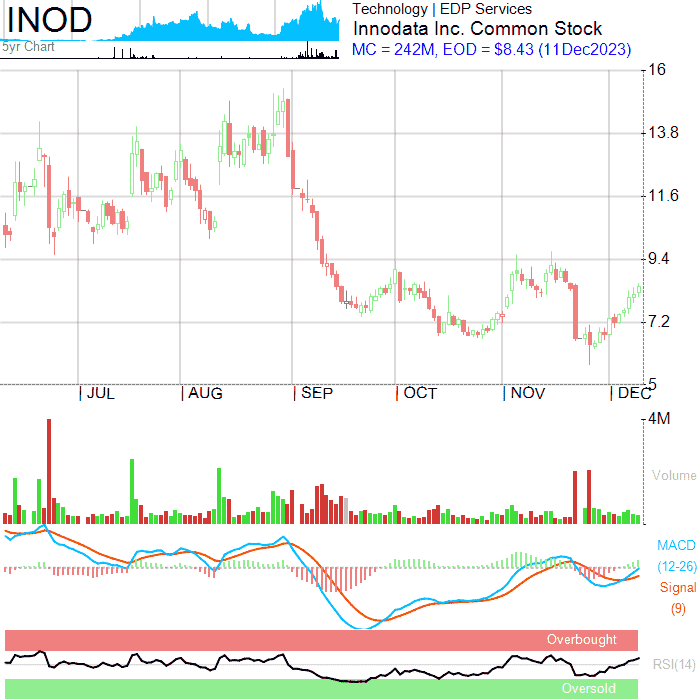 INOD
5yr Chart
Technology | EDP Services
Innodata Inc. Common Stock
MC = 242M, EOD = $8.43 (11Dec2023)
16
13.8
11.6
9.4
7.2
5
JUL AUG SEP OCT NOV DEC
4M
Volume
MACD
(12-26)
Signal
(9)
Overbought
RSI(14)
Oversold